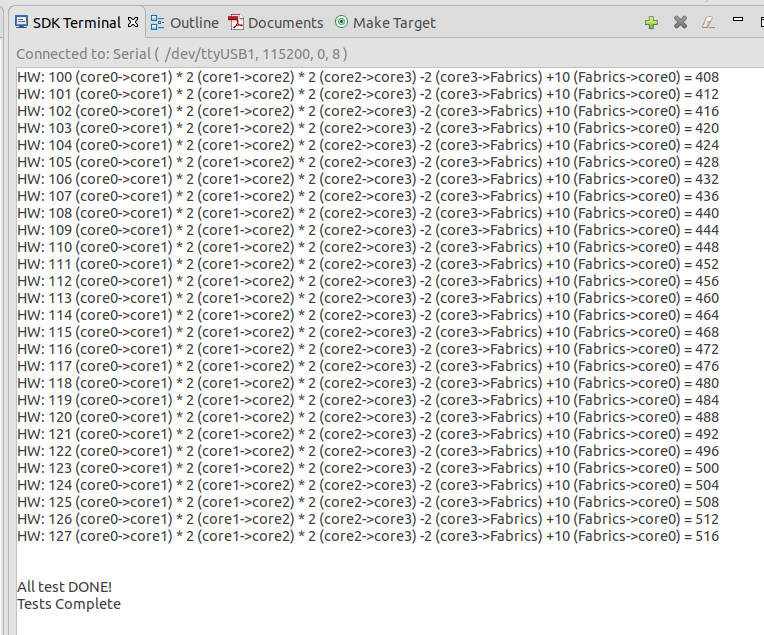 SDK Terminal Outline Documents Make Target
Connected to: Serial ( /dev/ttyUSB1, 115200, 0, 8 )
HW: 100 (core0->core1) * 2 (core1->core2) * 2 (core2->core3) -2 (core3->Fabrics) +10 (Fabrics->core0) = 408
HW: 101 (core0->core1) * 2 (core1->core2) * 2 (core2->core3) -2 (core3->Fabrics) +10 (Fabrics->core0) = 412
HW: 102 (core0->core1) * 2 (core1->core2) * 2 (core2->core3) -2 (core3->Fabrics) +10 (Fabrics->core0) = 416
HW: 103 (core0->core1) * 2 (core1->core2) * 2 (core2->core3) -2 (core3->Fabrics) +10 (Fabrics->core0) = 420
HW: 104 (core0->core1) * 2 (core1->core2) * 2 (core2->core3) -2 (core3->Fabrics) +10 (Fabrics->core0) = 424
HW: 105 (core0->core1) * 2 (core1->core2) * 2 (core2->core3) -2 (core3->Fabrics) +10 (Fabrics->core0) = 428
HW: 106 (core0->core1) * 2 (core1->core2) * 2 (core2->core3) -2 (core3->Fabrics) +10 (Fabrics->core0) = 432
HW: 107 (core0->core1) * 2 (core1->core2) * 2 (core2->core3) -2 (core3->Fabrics) +10 (Fabrics->core0) = 436
HW: 108 (core0->core1) * 2 (core1->core2) * 2 (core2->core3) -2 (core3->Fabrics) +10 (Fabrics->core0) = 440
HW: 109 (core0->core1) * 2 (core1->core2) * 2 (core2->core3) -2 (core3->Fabrics) +10 (Fabrics->core0) = 444
HW: 110 (core0->core1) * 2 (core1->core2) * 2 (core2->core3) -2 (core3->Fabrics) +10 (Fabrics->core0) = 448
HW: 111 (core0->core1) * 2 (core1->core2) * 2 (core2->core3) -2 (core3->Fabrics) +10 (Fabrics->core0) = 452
HW: 112 (core0->core1) * 2 (core1->core2) * 2 (core2->core3) -2 (core3->Fabrics) +10 (Fabrics->core0) = 456
HW: 113 (core0->core1) * 2 (core1->core2) * 2 (core2->core3) -2 (core3->Fabrics) +10 (Fabrics->core0) = 460
HW: 114 (core0->core1) * 2 (core1->core2) * 2 (core2->core3) -2 (core3->Fabrics) +10 (Fabrics->core0) = 464
HW: 115 (core0->core1) * 2 (core1->core2) * 2 (core2->core3) -2 (core3->Fabrics) +10 (Fabrics->core0) = 468
HW: 116 (core0->core1) * 2 (core1->core2) * 2 (core2->core3) -2 (core3->Fabrics) +10 (Fabrics->core0) = 472
HW: 117 (core0->core1) * 2 (core1->core2) * 2 (core2->core3) -2 (core3->Fabrics) +10 (Fabrics->core0) = 476
HW: 118 (core0->core1) * 2 (core1->core2) * 2 (core2->core3) -2 (core3->Fabrics) +10 (Fabrics->core0) = 480
HW: 119 (core0->core1) * 2 (core1->core2) * 2 (core2->core3) -2 (core3->Fabrics) +10 (Fabrics->core0) = 484
HW: 120 (core0->core1) * 2 (core1->core2) * 2 (core2->core3) -2 (core3->Fabrics) +10 (Fabrics->core0) = 488
HW: 121 (core0->core1) * 2 (core1->core2) * 2 (core2->core3) -2 (core3->Fabrics) +10 (Fabrics->core0) = 492
HW: 122 (core0->core1) * 2 (core1->core2) * 2 (core2->core3) -2 (core3->Fabrics) +10 (Fabrics->core0) = 496
HW: 123 (core0->core1) * 2 (core1->core2) * 2 (core2->core3) -2 (core3->Fabrics) +10 (Fabrics->core0) = 500
HW: 124 (core0->core1) * 2 (core1->core2) * 2 (core2->core3) -2 (core3->Fabrics) +10 (Fabrics->core0) = 504
HW: 125 (core0->core1) * 2 (core1->core2) * 2 (core2->core3) -2 (core3->Fabrics) +10 (Fabrics->core0) = 508
HW: 126 (core0->core1) * 2 (core1->core2) * 2 (core2->core3) -2 (core3->Fabrics) +10 (Fabrics->core0) = 512
HW: 127 (core0->core1) * 2 (core1->core2) * 2 (core2->core3) -2 (core3->Fabrics) +10 (Fabrics->core0) = 516
All test DONE!
Tests Complete